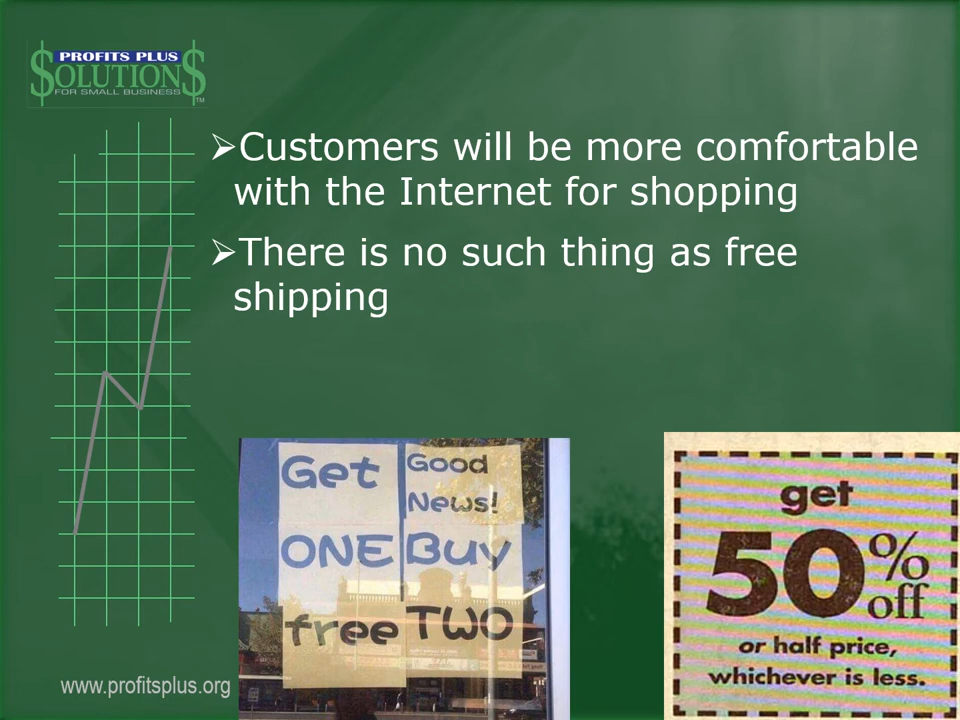 PROFITS PLUS
$OLUTION$
FOR SMALL BUSINESS
TM
➢Customers will be more comfortable
with the Internet for shopping
➢There is no such thing as free
shipping
Get
ONE
free
Good
News!
Buy
TWO
get
50% off
or half price,
whichever is less.
www.profitsplus.org